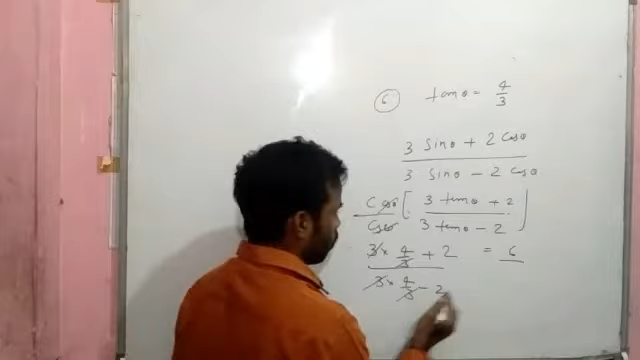 6 tanθ = 4/3
3 sinθ + 2 cosθ
3 sinθ - 2 cosθ
cosθ/cosθ [ 3 tanθ + 2
3 tanθ - 2 ]
3 × 4/3 + 2 = 6
3 × 4/3 - 2